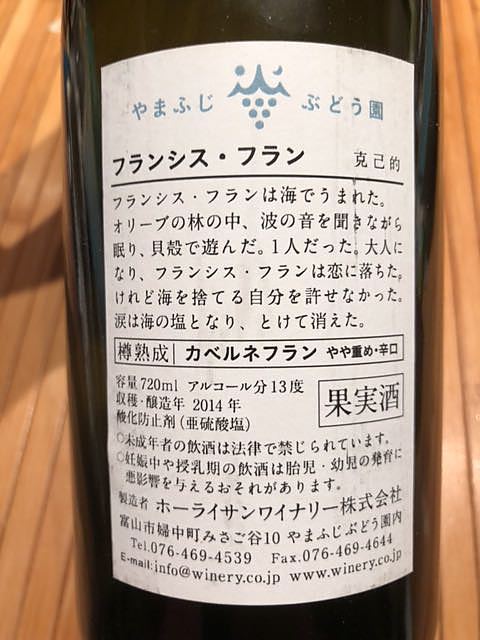 やまふじ ぶどう園
フランシス・フラン 克己的
フランシス・フランは海でうまれた。
オリーブの林の中、波の音を聞きながら
眠り、貝殻で遊んだ。1人だった。大人に
なり、フランシス・フランは恋に落ちた。
けれど海を捨てる自分を許せなかった。
涙は海の塩となり、とけて消えた。
樽熟成 カベルネフラン やや重め・辛口
容量720ml アルコール分13度
収穫・醸造年 2014年
酸化防止剤(亜硫酸塩)
果実酒
○未成年者の飲酒は法律で禁じられています。
○妊娠中や授乳期の飲酒は胎児・幼児の発育に
悪影響を与えるおそれがあります。
製造者 ホーライサンワイナリー株式会社
富山市婦中町みさご谷10 やまふじぶどう園内
Tel.076-469-4539 Fax.076-469-4644
E-mail:info@winery.co.jp www.winery.co.jp